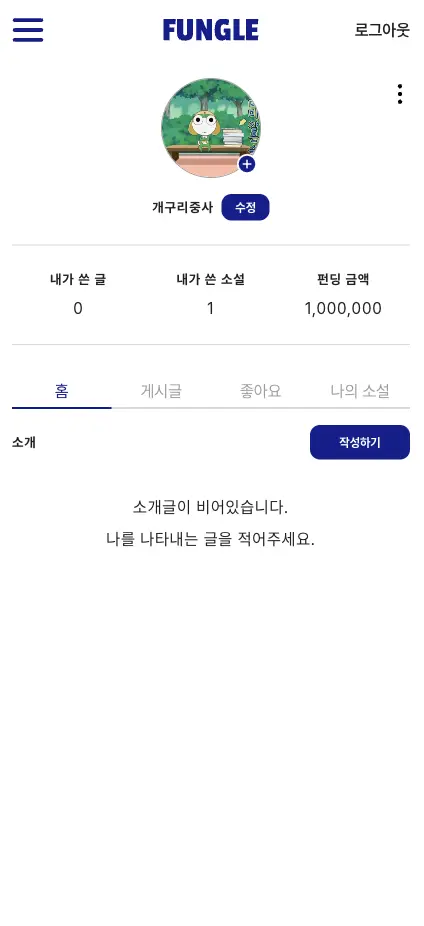 FUNGLE
로그아웃
개구리중사 수정
내가 쓴 글 내가 쓴 소설 펀딩 금액
0 1 1,000,000
홈 게시글 좋아요 나의 소설
소개 작성하기
소개글이 비어있습니다.
나를 나타내는 글을 적어주세요.